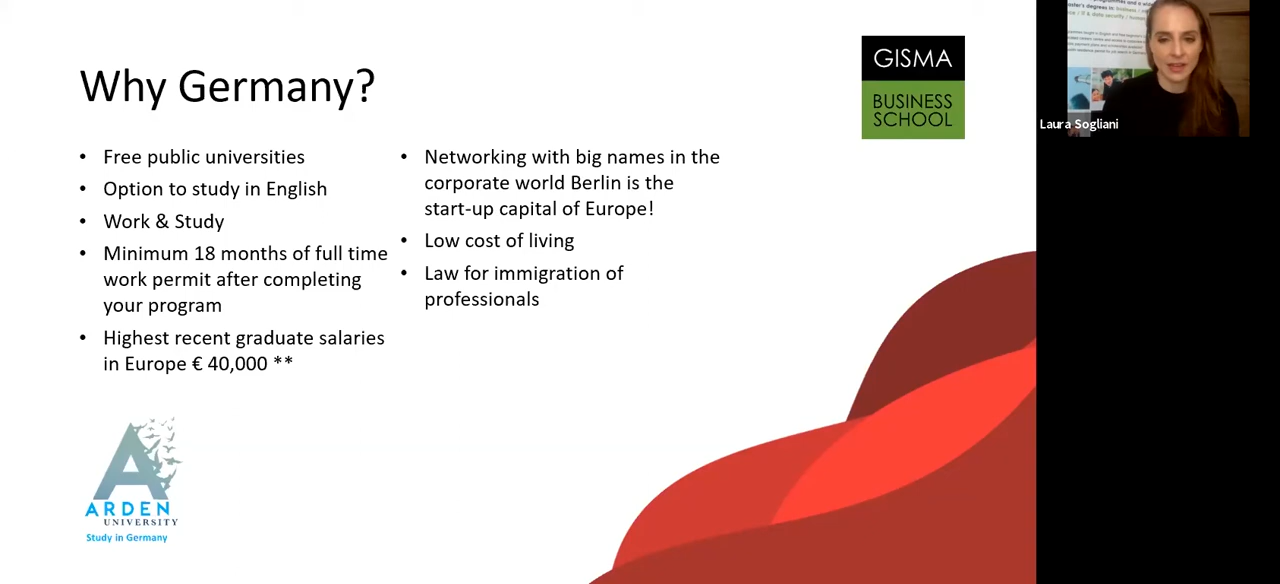 Why Germany?
• Free public universities
• Option to study in English
• Work & Study
• Minimum 18 months of full time
work permit after completing
your program
• Highest recent graduate salaries
in Europe € 40,000 **
• Networking with big names in the
corporate world Berlin is the
start-up capital of Europe!
• Low cost of living
• Law for immigration of
professionals
GISMA
BUSINESS
SCHOOL
ARDEN
UNIVERSITY
Study in Germany
Laura Sogliani